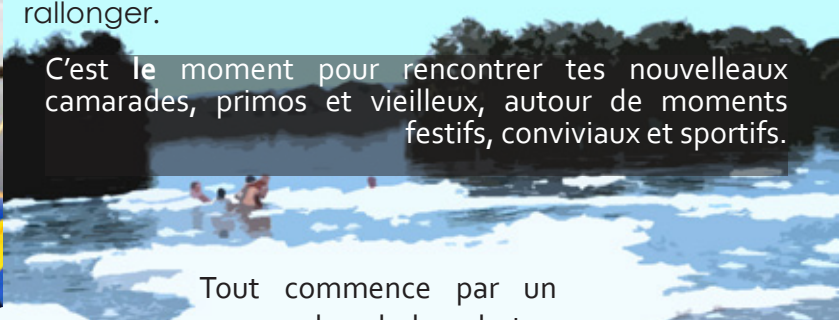 rallonger.
C'est le moment pour rencontrer tes nouvelleaux
camarades, primos et vieilleux, autour de moments
festifs, conviviaux et sportifs.
Tout commence par un